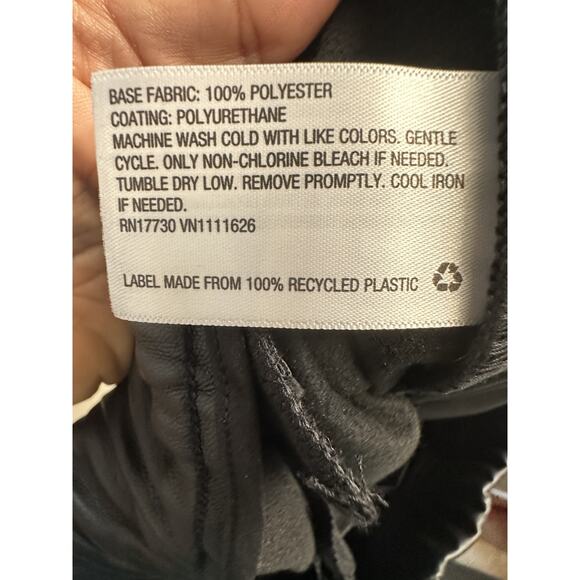 BASE FABRIC: 100% POLYESTER
COATING: POLYURETHANE
MACHINE WASH COLD WITH LIKE COLORS. GENTLE
CYCLE. ONLY NON-CHLORINE BLEACH IF NEEDED.
TUMBLE DRY LOW. REMOVE PROMPTLY. COOL IRON
IF NEEDED.
RN17730 VN1111626
LABEL MADE FROM 100% RECYCLED PLASTIC